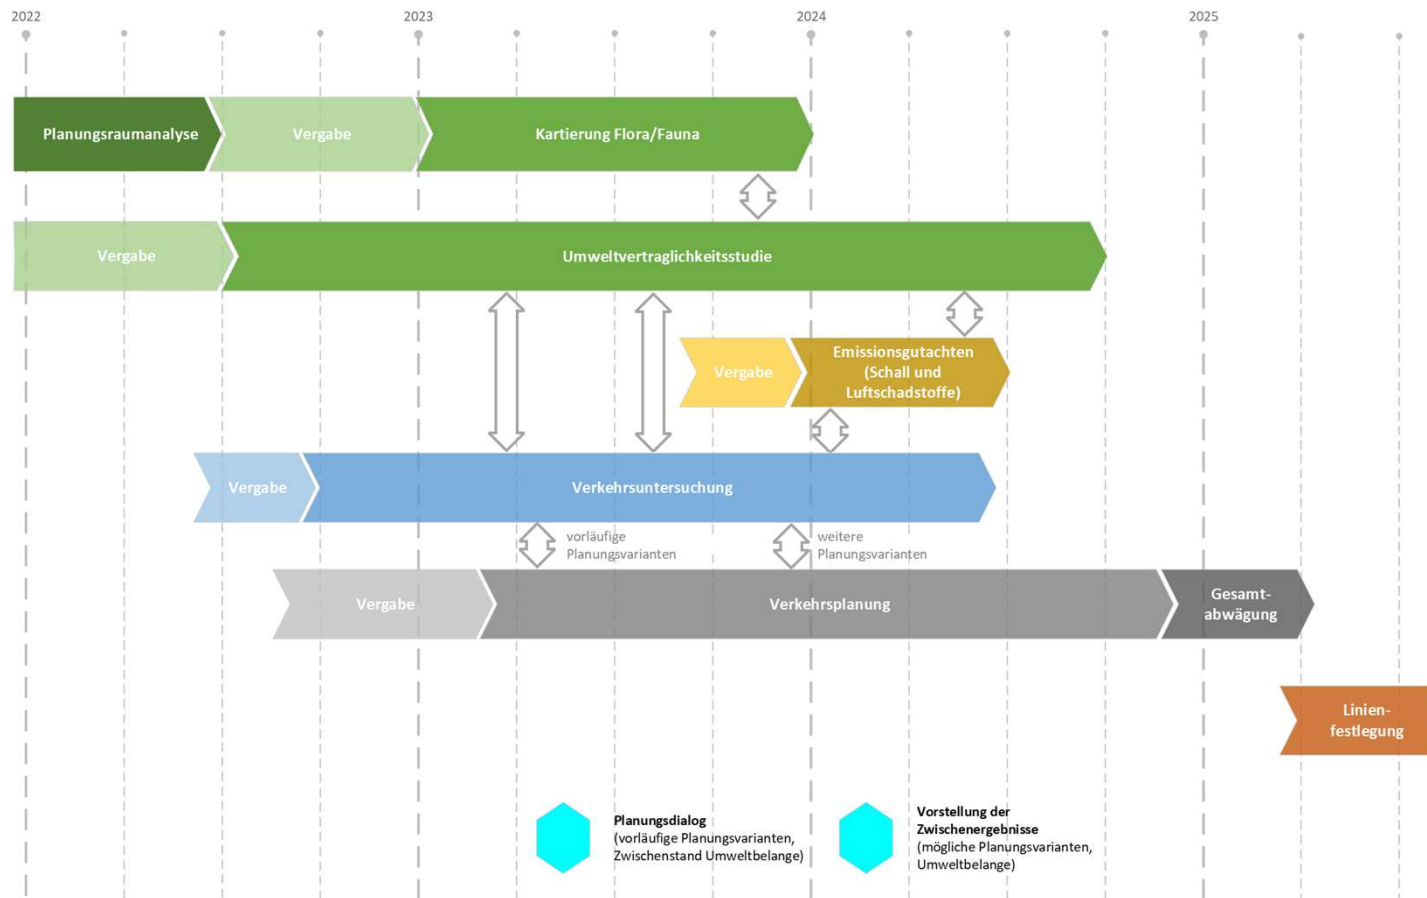 2022
2023
2024
2025
Planungsraumanalyse
Vergabe
Kartierung Flora/Fauna
Vergabe
Umweltvertraglichkeitsstudie
Vergabe
Emissionsgutachten
(Schall und
Luftschadstoffe)
Vergabe
Verkehrsuntersuchung
vorläufige
Planungsvarianten
weitere
Planungsvarianten
Vergabe
Verkehrsplanung
Gesamt-
abwägung
Linien-
festlegung
Planungsdialog
(vorläufige Planungsvarianten,
Zwischenstand Umweltbelange)
Vorstellung der
Zwischenergebnisse
(mögliche Planungsvarianten,
Umweltbelange)